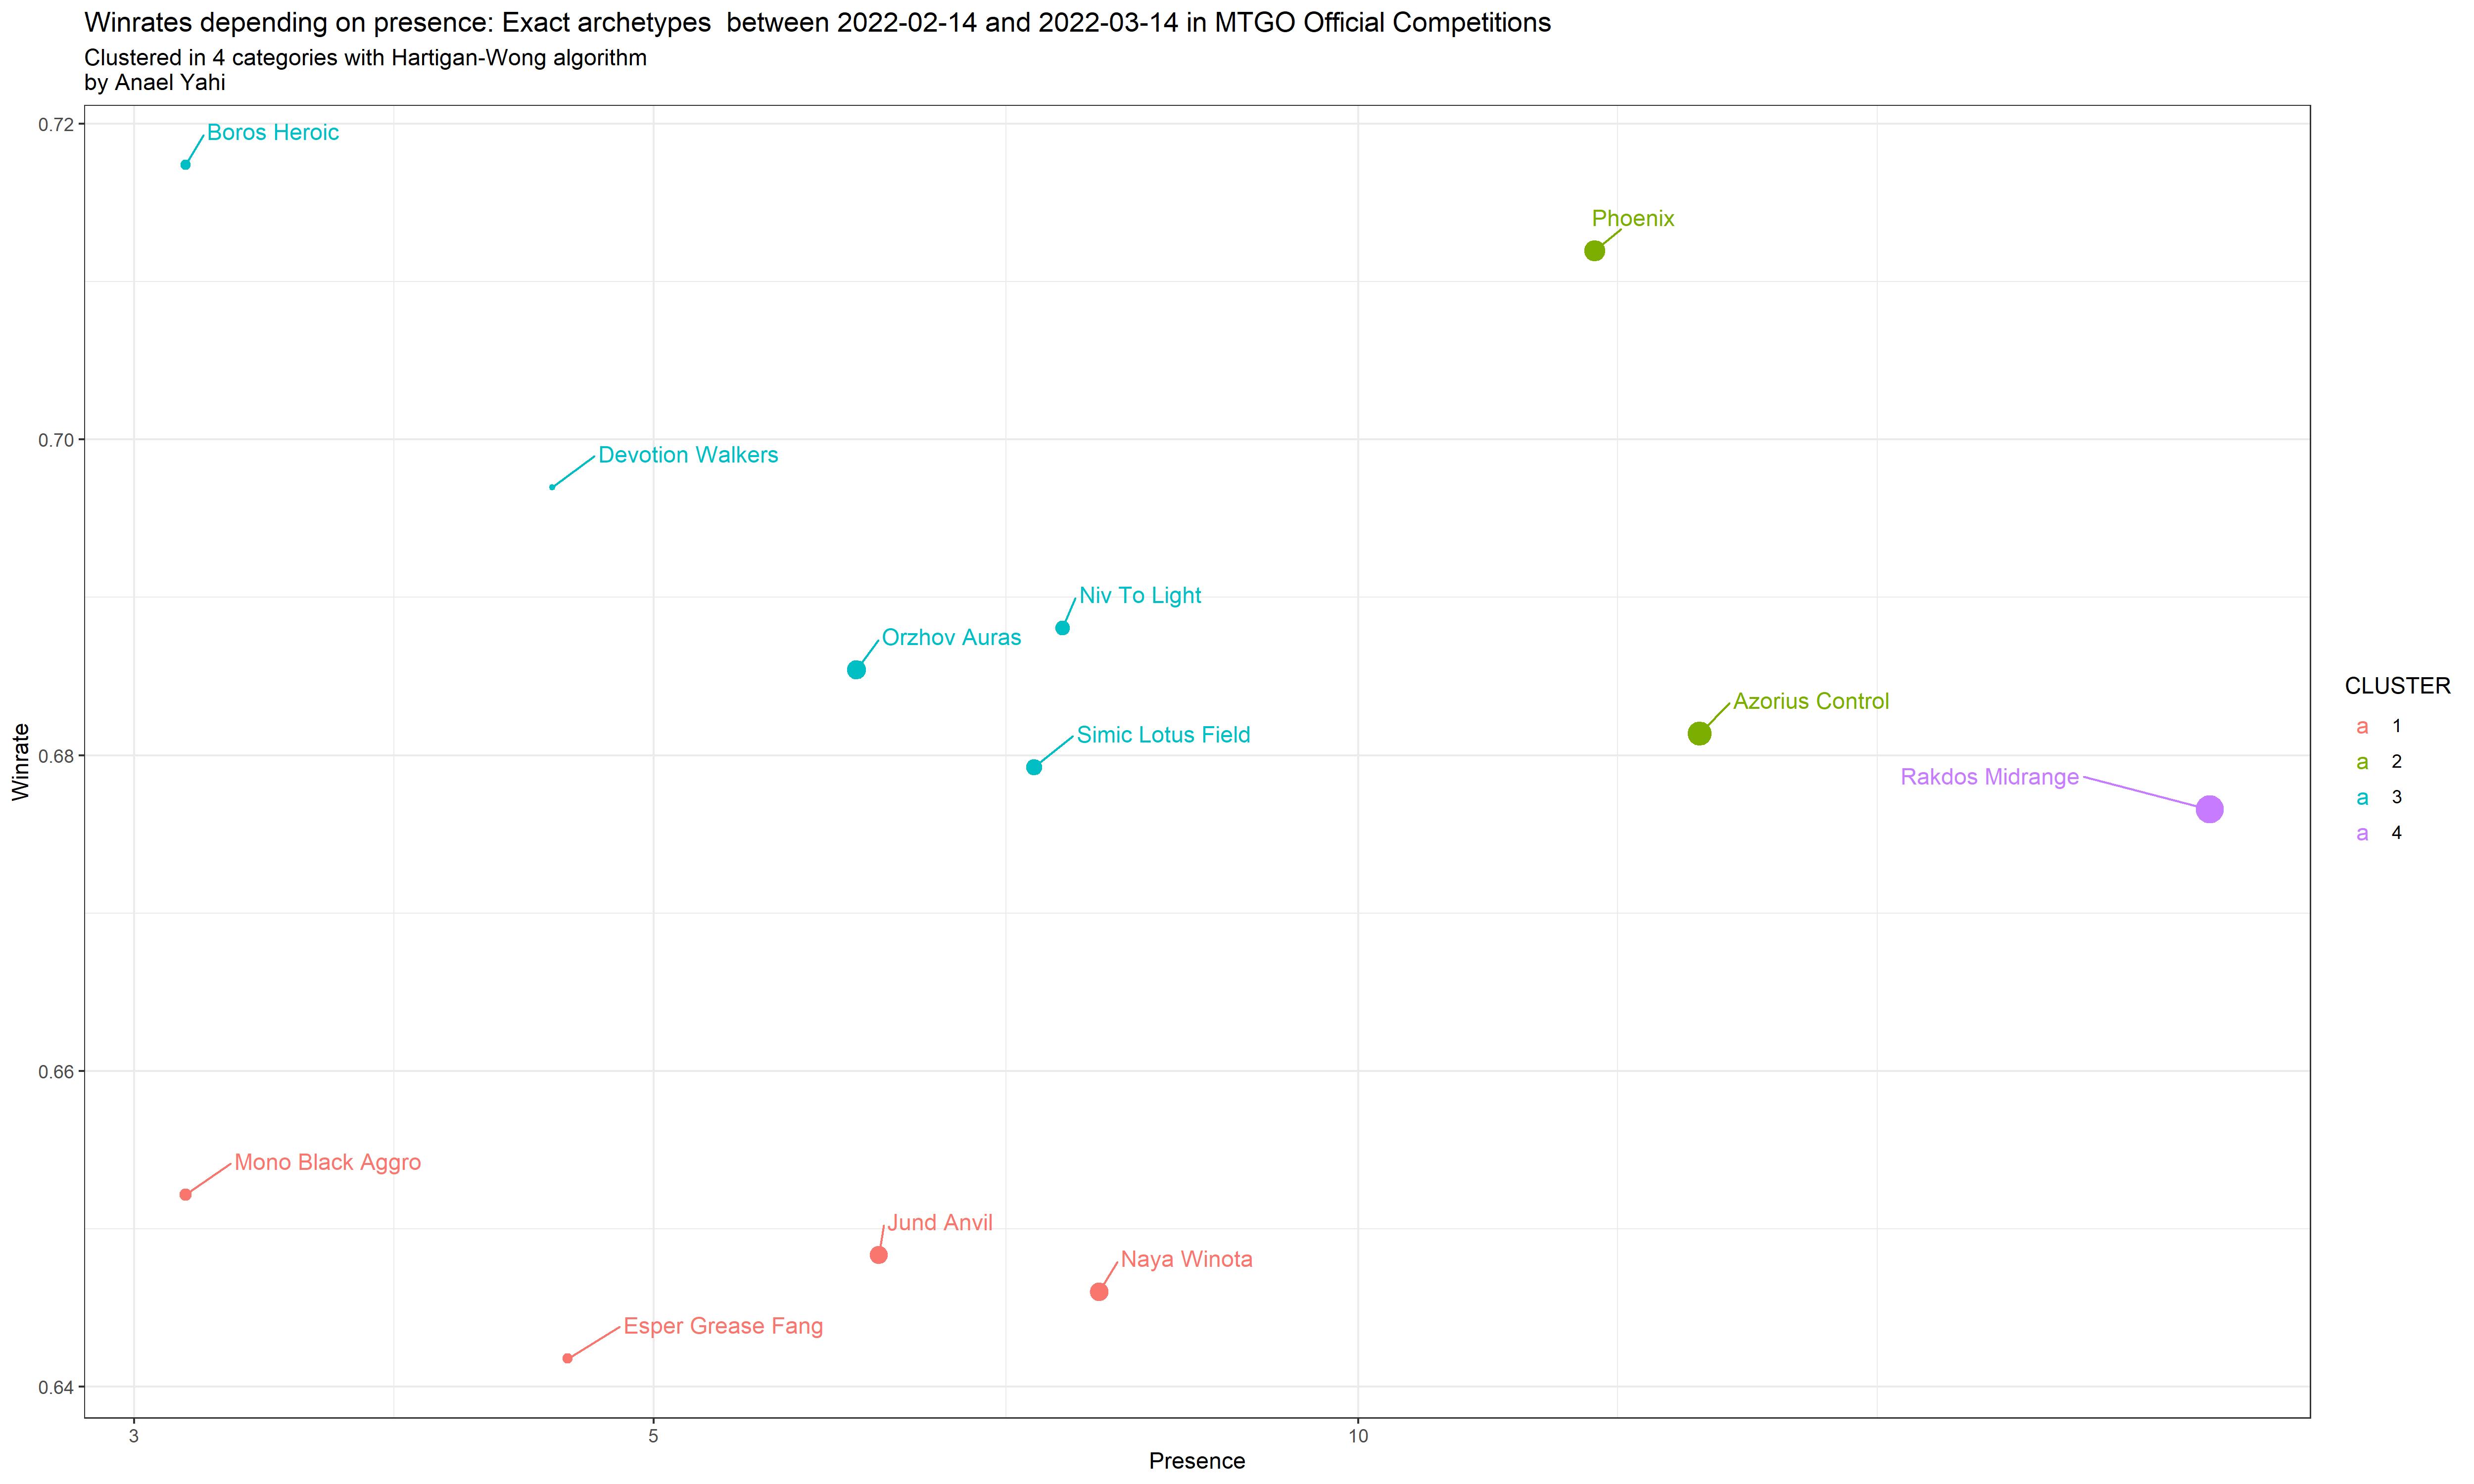 Winrates depending on presence: Exact archetypes  between 2022-02-14 and 2022-03-14 in MTGO Official Competitions
Clustered in 4 categories with Hartigan-Wong algorithm
by Anael Yahi
0.72
Boros Heroic
Phoenix
0.70
Devotion Walkers
Niv To Light
Orzhov Auras
Azorius Control
Simic Lotus Field
0.68
Rakdos Midrange
Winrate
CLUSTER
a 1
a 2
a 3
a 4
0.66
Mono Black Aggro
Jund Anvil
Naya Winota
Esper Grease Fang
0.64
3
5
10
Presence